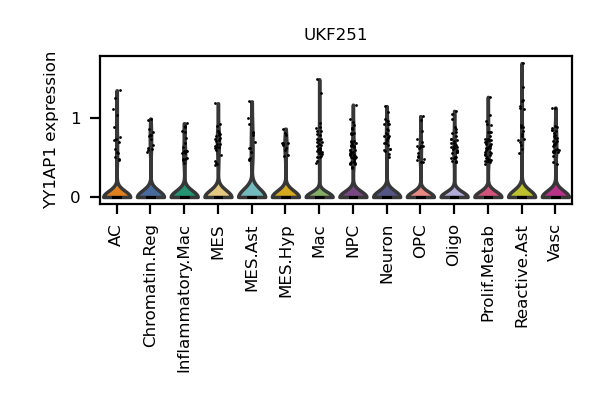 UKF251
YY1AP1 expression
1
0
AC
Chromatin.Reg
Inflammatory.Mac
MES
MES.Ast
MES.Hyp
Mac
NPC
Neuron
OPC
Oligo
Prolif.Metab
Reactive.Ast
Vasc